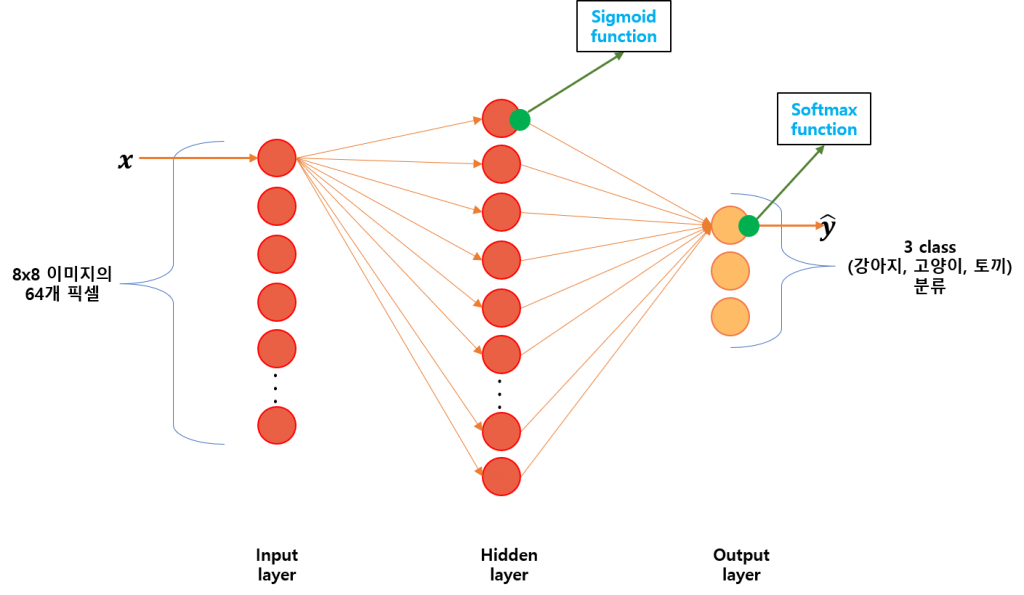 Sigmoid
function
Softmax
function
x
ŷ
8x8 이미지의
64개 픽셀
3 class
(강아지, 고양이, 토끼)
분류
Input
layer
Hidden
layer
Output
layer